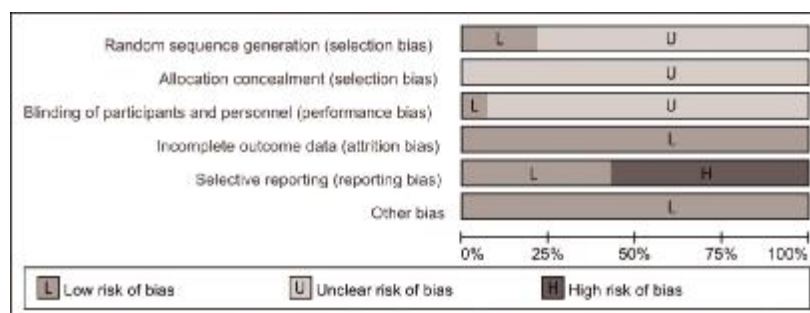 Random sequence generation (selection bias) L U
Allocation concealment (selection bias) U
Blinding of participants and personnel (performance bias) L U
Incomplete outcome data (attrition bias) L
Selective reporting (reporting bias) L H
Other bias L
0% 25% 50% 75% 100%
L Low risk of bias U Unclear risk of bias H High risk of bias